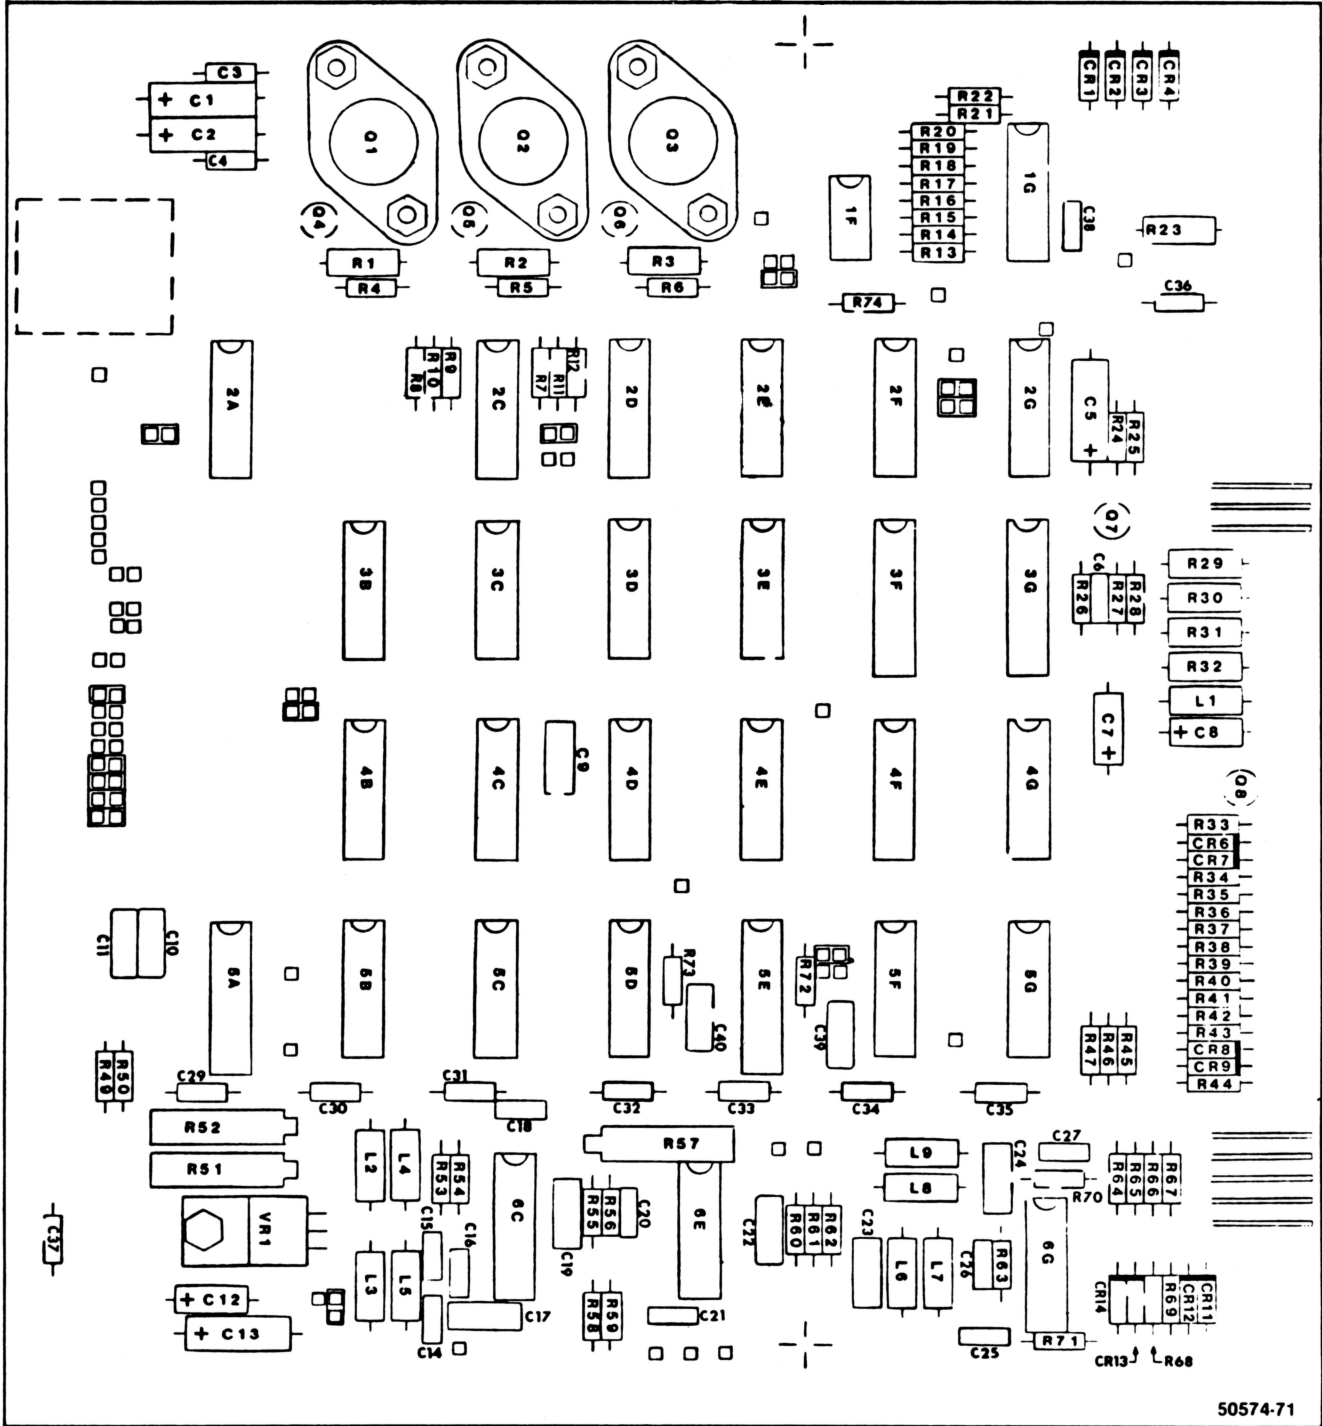 C3
CR1 CR2 CR3 CR4
+ C1
R22
R21
+ C2
C4
Q1 Q2 Q3
R20
R19
R18
R17
R16
R15
R14
R13
1F
1G
C38
R23
Q4 Q5 Q6
R1 R2 R3
R4 R5 R6
R74
C36
2A
R8 R10 R9
2C
R7 R11 R12
2D 2E 2F 2G
C5 +
R24 R25
Q7
3B 3C 3D 3E 3F 3G
R26 C6 R27 R28
R29
R30
R31
R32
L1
+ C8
C7 +
4B 4C C9 4D 4E 4F 4G
Q8
R33
CR6
CR7
R34
R35
R36
R37
R38
R39
R40
R41
R42
R43
CR8
CR9
R44
C11 C10
5A 5B 5C 5D
R73
C40
5E
R72
C39
5F 5G
R47 R46 R45
R49 R50
C29 C30 C31 C32 C33 C34 C35
C18
R52
R51
L2 L4
R53 R54
6C
R57
L9
L8
C24
C27
R70
R64 R65 R66 R67
C37
VR1
C15
C16
C19
R55 R56 C20
6E
C22
R60 R61 R62
C23
L6 L7
C26 R63
6G
L3 L5
+ C12
+ C13
C14
C17
R58 R59
C21
C25
R71
CR14
R69 CR12 CR11
CR13 R68
50574-71